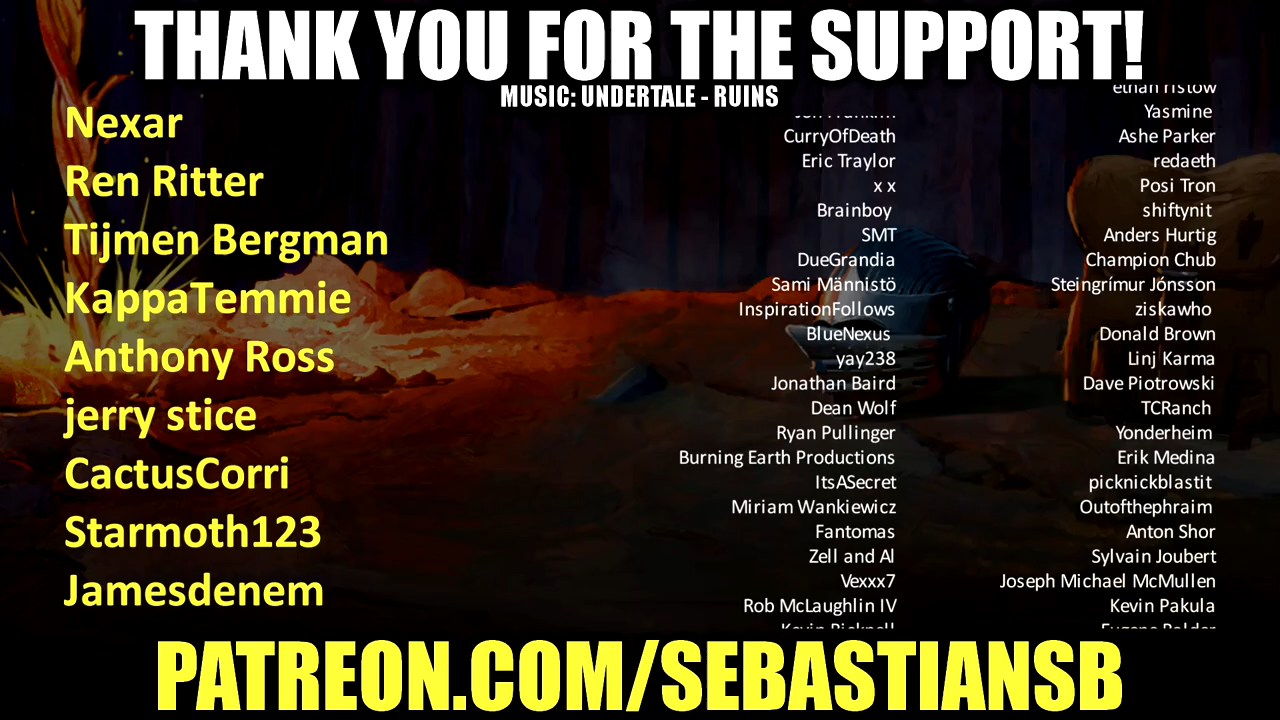 THANK YOU FOR THE SUPPORT!
MUSIC: UNDERTALE - RUINS
Nexar
Ren Ritter
Tijmen Bergman
KappaTemmie
Anthony Ross
jerry stice
CactusCorri
Starmoth123
Jamesdenem
CurryOfDeath
Eric Traylor
x x
Brainboy
SMT
DueGrandia
Sami Männistö
InspirationFollows
BlueNexus
yay238
Jonathan Baird
Dean Wolf
Ryan Pullinger
Burning Earth Productions
ItsASecret
Miriam Wankiewicz
Fantomas
Zell and Al
Vexxx7
Rob McLaughlin IV
ethan ristow
Yasmine
Ashe Parker
redaeth
Posi Tron
shiftynit
Anders Hurtig
Champion Chub
Steingrímur Jónsson
ziskawho
Donald Brown
Linj Karma
Dave Piotrowski
TCRanch
Yonderheim
Erik Medina
picknickblastit
Outofthephraim
Anton Shor
Sylvain Joubert
Joseph Michael McMullen
Kevin Pakula
PATREON.COM/SEBASTIANSB